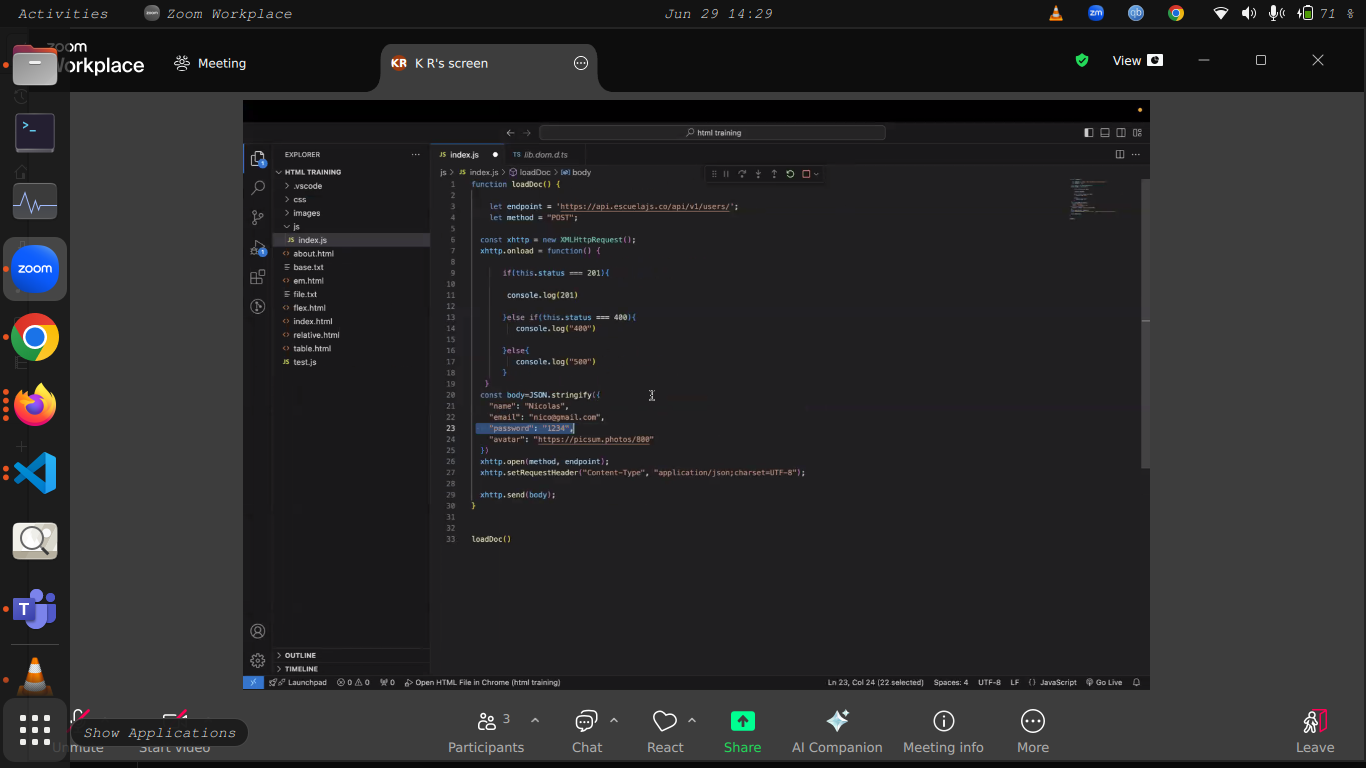 Activities
Zoom Workplace
Jun 29 14:29
zm
qb
71 %
zoom
Workplace
Meeting
KR K R's screen
View
html training
EXPLORER
HTML TRAINING
.vscode
css
images
js
JS index.js
about.html
base.txt
em.html
file.txt
flex.html
index.html
relative.html
table.html
JS test.js
OUTLINE
TIMELINE
JS index.js
TS lib.dom.d.ts
js > JS index.js > loadDoc > body
1 function loadDoc() {
2
3 let endpoint = 'https://api.escuelajs.co/api/v1/users/';
4 let method = "POST";
5
6 const xhttp = new XMLHttpRequest();
7 xhttp.onload = function() {
8
9 if(this.status === 201){
10
11 console.log(201)
12
13 }else if(this.status === 400){
14 console.log("400")
15
16 }else{
17 console.log("500")
18 }
19 }
20 const body=JSON.stringify({
21 "name": "Nicolas",
22 "email": "nico@gmail.com",
23 "password": "1234",
24 "avatar": "https://picsum.photos/800"
25 })
26 xhttp.open(method, endpoint);
27 xhttp.setRequestHeader("Content-Type", "application/json;charset=UTF-8");
28
29 xhttp.send(body);
30 }
31
32
33 loadDoc()
Launchpad 0 0 0 Open HTML File in Chrome (html training)
Ln 23, Col 24 (22 selected) Spaces: 4 UTF-8 LF {} JavaScript Go Live
zoom
T
Show Applications
Unmute
Start Video
Participants 3
Chat
React
Share
AI Companion
Meeting info
More
Leave